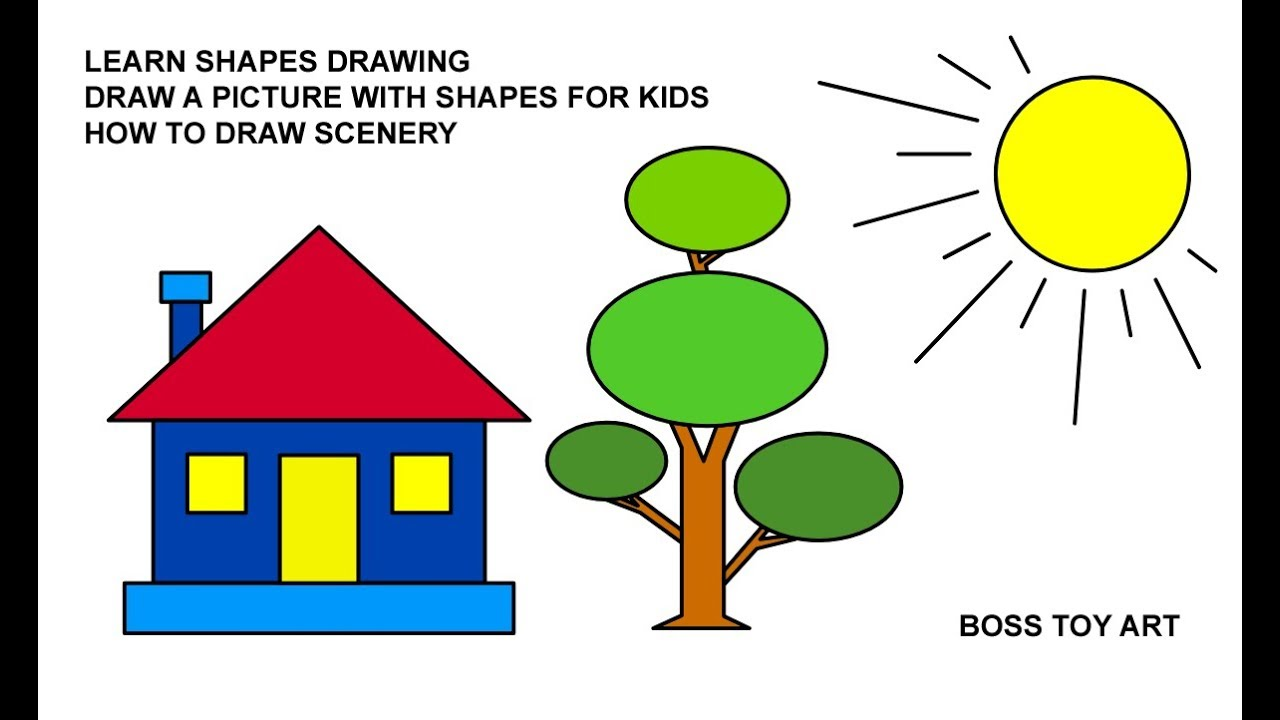 LEARN SHAPES DRAWING
DRAW A PICTURE WITH SHAPES FOR KIDS
HOW TO DRAW SCENERY
BOSS TOY ART